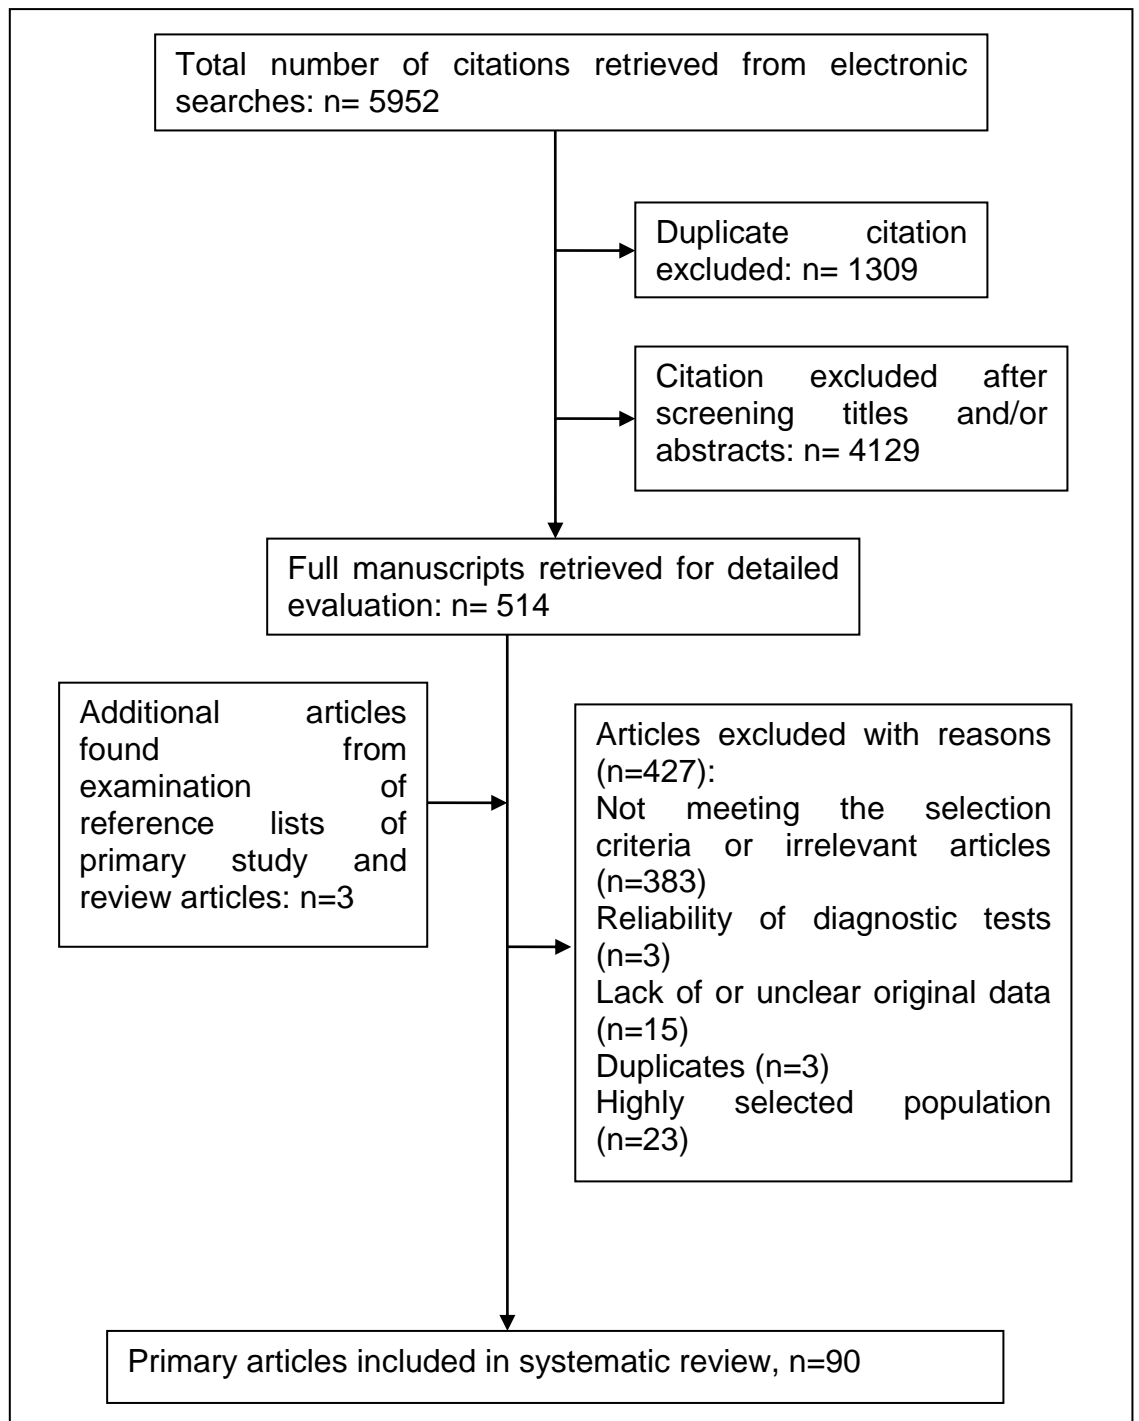 Total number of citations retrieved from electronic
searches: n= 5952
Duplicate citation
excluded: n= 1309
Citation excluded after
screening titles and/or
abstracts: n= 4129
Full manuscripts retrieved for detailed
evaluation: n= 514
Additional articles
found from
examination of
reference lists of
primary study and
review articles: n=3
Articles excluded with reasons
(n=427):
Not meeting the selection
criteria or irrelevant articles
(n=383)
Reliability of diagnostic tests
(n=3)
Lack of or unclear original data
(n=15)
Duplicates (n=3)
Highly selected population
(n=23)
Primary articles included in systematic review, n=90